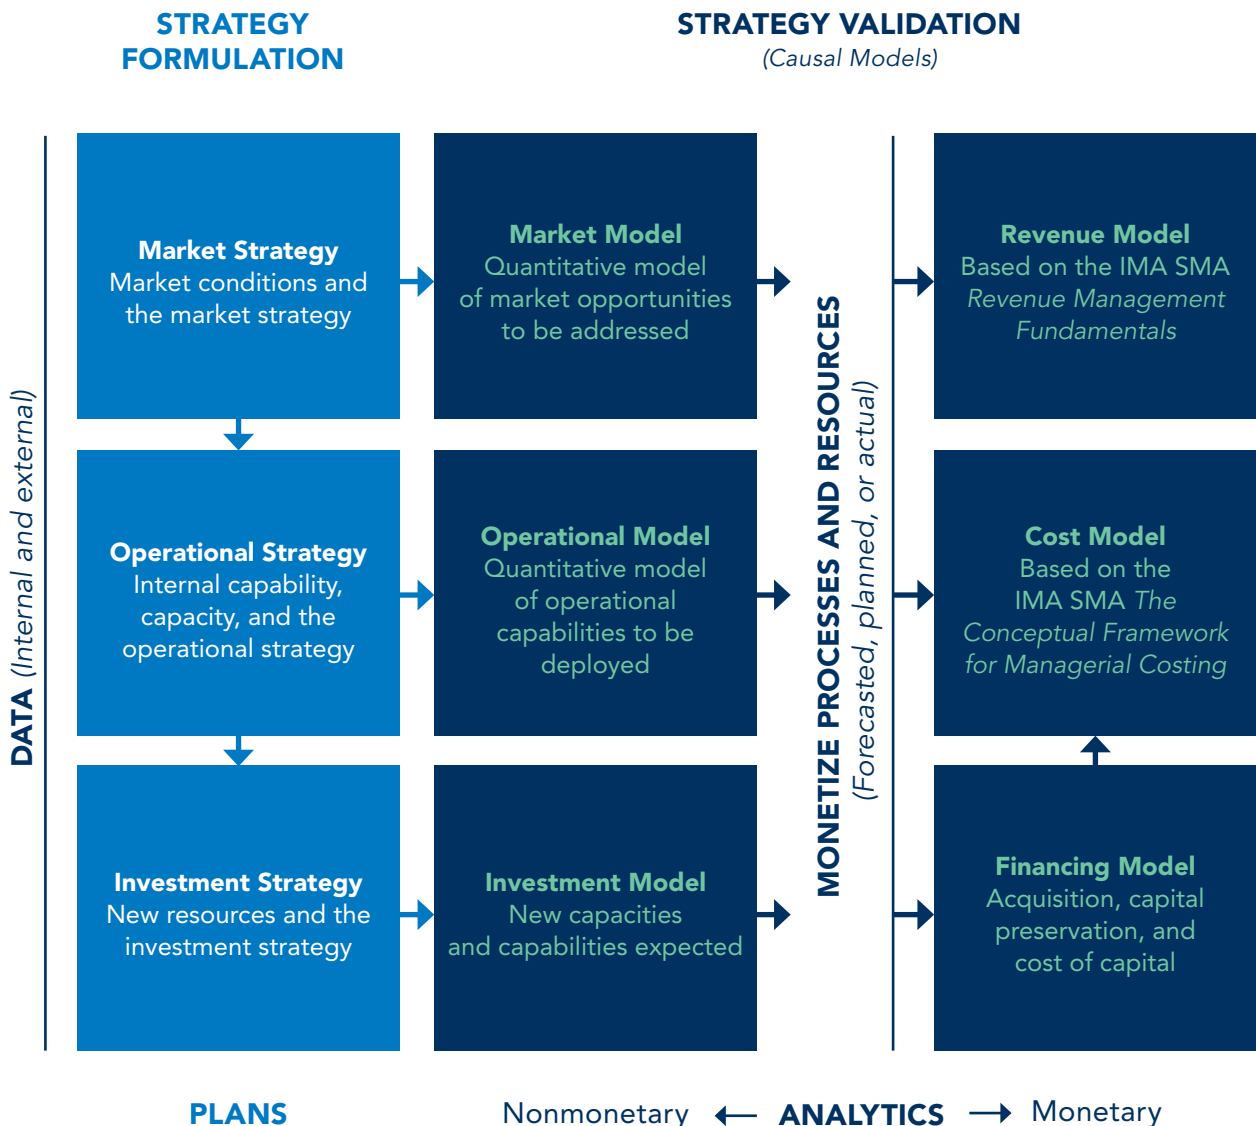 STRATEGY
FORMULATION
STRATEGY VALIDATION
(Causal Models)
DATA (Internal and external)
Market Strategy
Market conditions and
the market strategy
Market Model
Quantitative model
of market opportunities
to be addressed
MONETIZE PROCESSES AND RESOURCES
(Forecasted, planned, or actual)
Revenue Model
Based on the IMA SMA
Revenue Management
Fundamentals
Operational Strategy
Internal capability,
capacity, and the
operational strategy
Operational Model
Quantitative model
of operational
capabilities to be
deployed
Cost Model
Based on the
IMA SMA The
Conceptual Framework
for Managerial Costing
Investment Strategy
New resources and the
investment strategy
Investment Model
New capacities
and capabilities expected
Financing Model
Acquisition, capital
preservation, and
cost of capital
PLANS
Nonmonetary ← ANALYTICS → Monetary